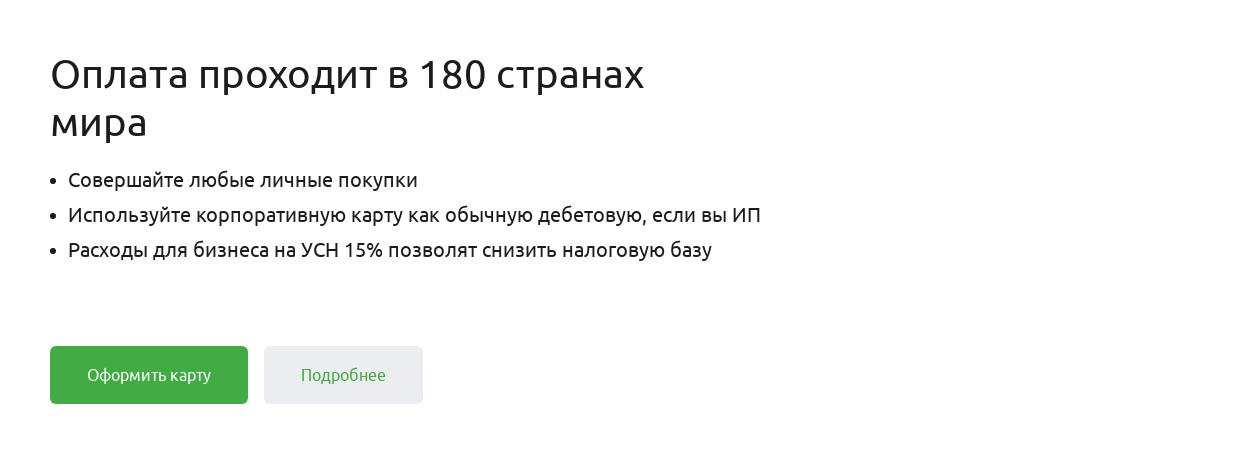 Оплата проходит в 180 странах
мира
• Совершайте любые личные покупки
• Используйте корпоративную карту как обычную дебетовую, если вы ИП
• Расходы для бизнеса на УСН 15% позволят снизить налоговую базу
Оформить карту
Подробнее